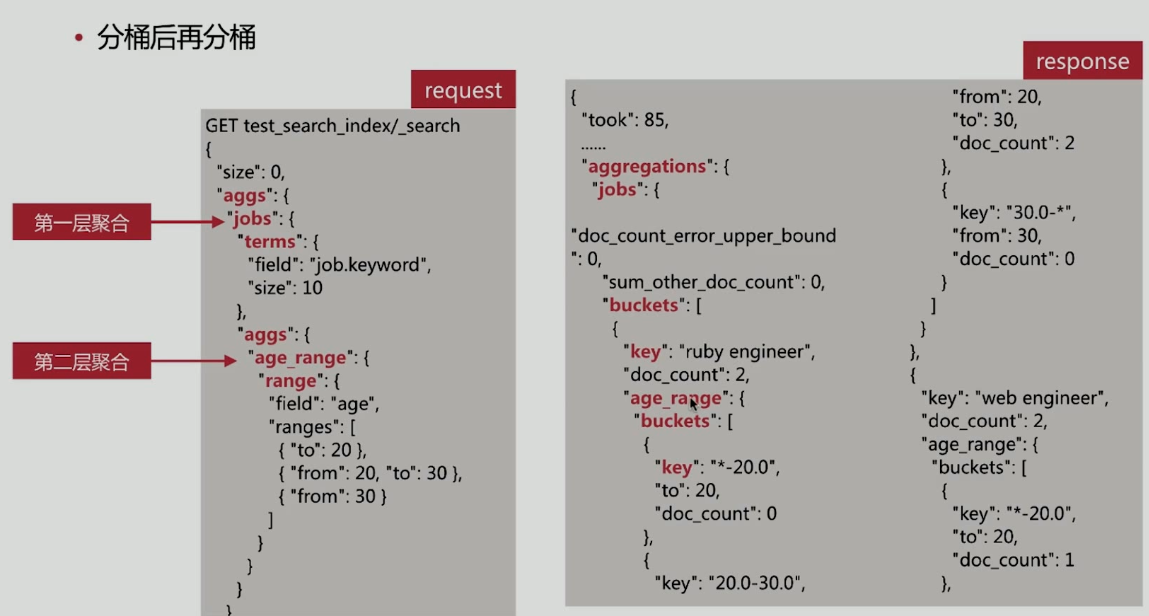 • 分桶后再分桶
request
GET test_search_index/_search
{
"size": 0,
"aggs": {
"jobs": {
"terms": {
"field": "job.keyword",
"size": 10
},
"aggs": {
"age_range": {
"range": {
"field": "age",
"ranges": [
{ "to": 20 },
{ "from": 20, "to": 30 },
{ "from": 30 }
]
}
}
}
}
第一层聚合
第二层聚合
response
{
"took": 85,
......
"aggregations": {
"jobs": {
"doc_count_error_upper_bound
": 0,
"sum_other_doc_count": 0,
"buckets": [
{
"key": "ruby engineer",
"doc_count": 2,
"age_range": {
"buckets": [
{
"key": "*-20.0",
"to": 20,
"doc_count": 0
},
{
"key": "20.0-30.0",
"from": 20,
"to": 30,
"doc_count": 2
},
{
"key": "30.0-*",
"from": 30,
"doc_count": 0
}
]
}
},
{
"key": "web engineer",
"doc_count": 2,
"age_range": {
"buckets": [
{
"key": "*-20.0",
"to": 20,
"doc_count": 1
},